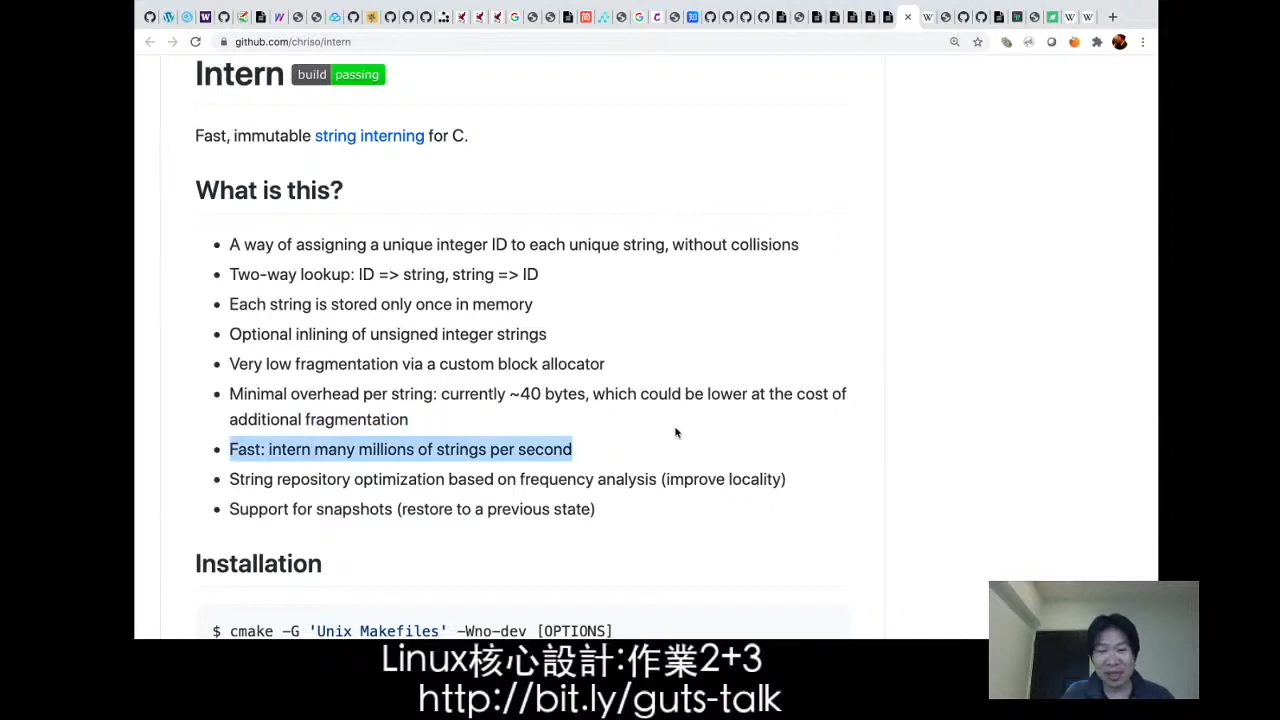 github.com/chriso/intern
Intern build passing
Fast, immutable string interning for C.
What is this?
• A way of assigning a unique integer ID to each unique string, without collisions
• Two-way lookup: ID => string, string => ID
• Each string is stored only once in memory
• Optional inlining of unsigned integer strings
• Very low fragmentation via a custom block allocator
• Minimal overhead per string: currently ~40 bytes, which could be lower at the cost of
additional fragmentation
• Fast: intern many millions of strings per second
• String repository optimization based on frequency analysis (improve locality)
• Support for snapshots (restore to a previous state)
Installation
$ cmake -G 'Unix Makefiles' -Wno-dev [OPTIONS]
Linux核心設計:作業2+3
http://bit.ly/guts-talk